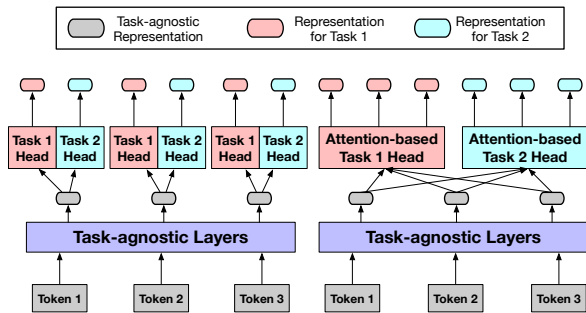 Task-agnostic
Representation
Representation
for Task 1
Representation
for Task 2
Task 1
Head
Task 2
Head
Task 1
Head
Task 2
Head
Task 1
Head
Task 2
Head
Attention-based
Task 1 Head
Attention-based
Task 2 Head
Task-agnostic Layers
Task-agnostic Layers
Token 1
Token 2
Token 3
Token 1
Token 2
Token 3